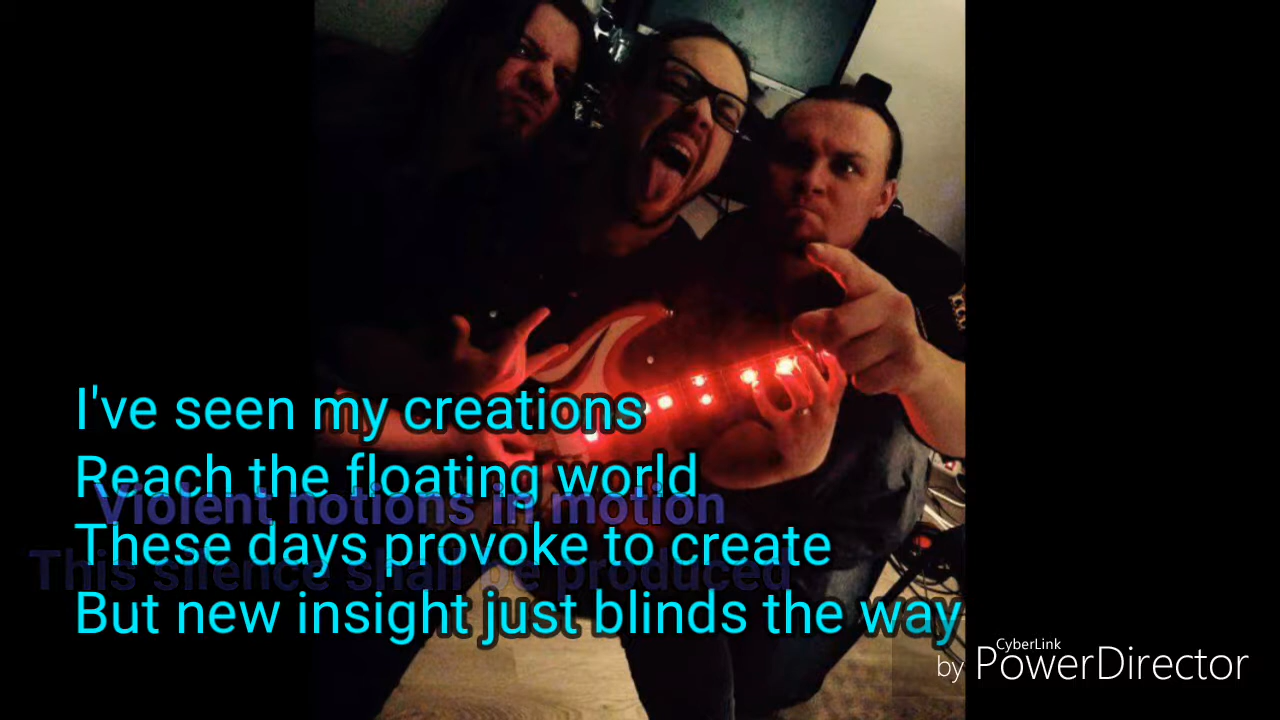 I've seen my creations
Reach the floating world
Violent notions in motion
These days provoke to create
This silence shall be produced
But new insight just blinds the way
CyberLink
by PowerDirector